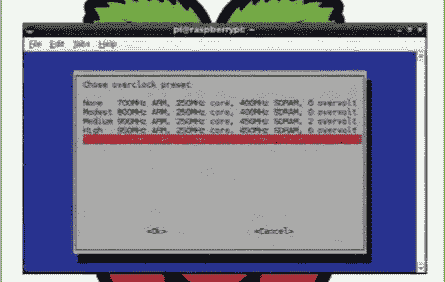 pi@raspberrypi: ~
File Edit Tabs Help
Chose overclock preset
None 700MHz ARM, 250MHz core, 400MHz SDRAM, 0 overvolt
Modest 800MHz ARM, 250MHz core, 400MHz SDRAM, 0 overvolt
Medium 900MHz ARM, 250MHz core, 450MHz SDRAM, 2 overvolt
High 950MHz ARM, 250MHz core, 450MHz SDRAM, 6 overvolt
<Ok> <Cancel>